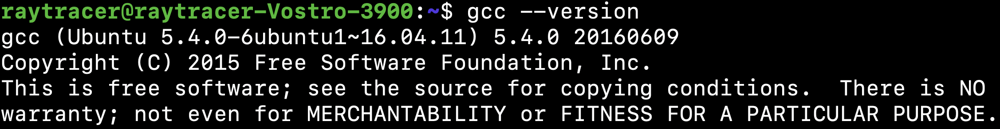 raytracer@raytracer-Vostro-3900:~$ gcc --version
gcc (Ubuntu 5.4.0-6ubuntu1~16.04.11) 5.4.0 20160609
Copyright (C) 2015 Free Software Foundation, Inc.
This is free software; see the source for copying conditions.  There is NO
warranty; not even for MERCHANTABILITY or FITNESS FOR A PARTICULAR PURPOSE.